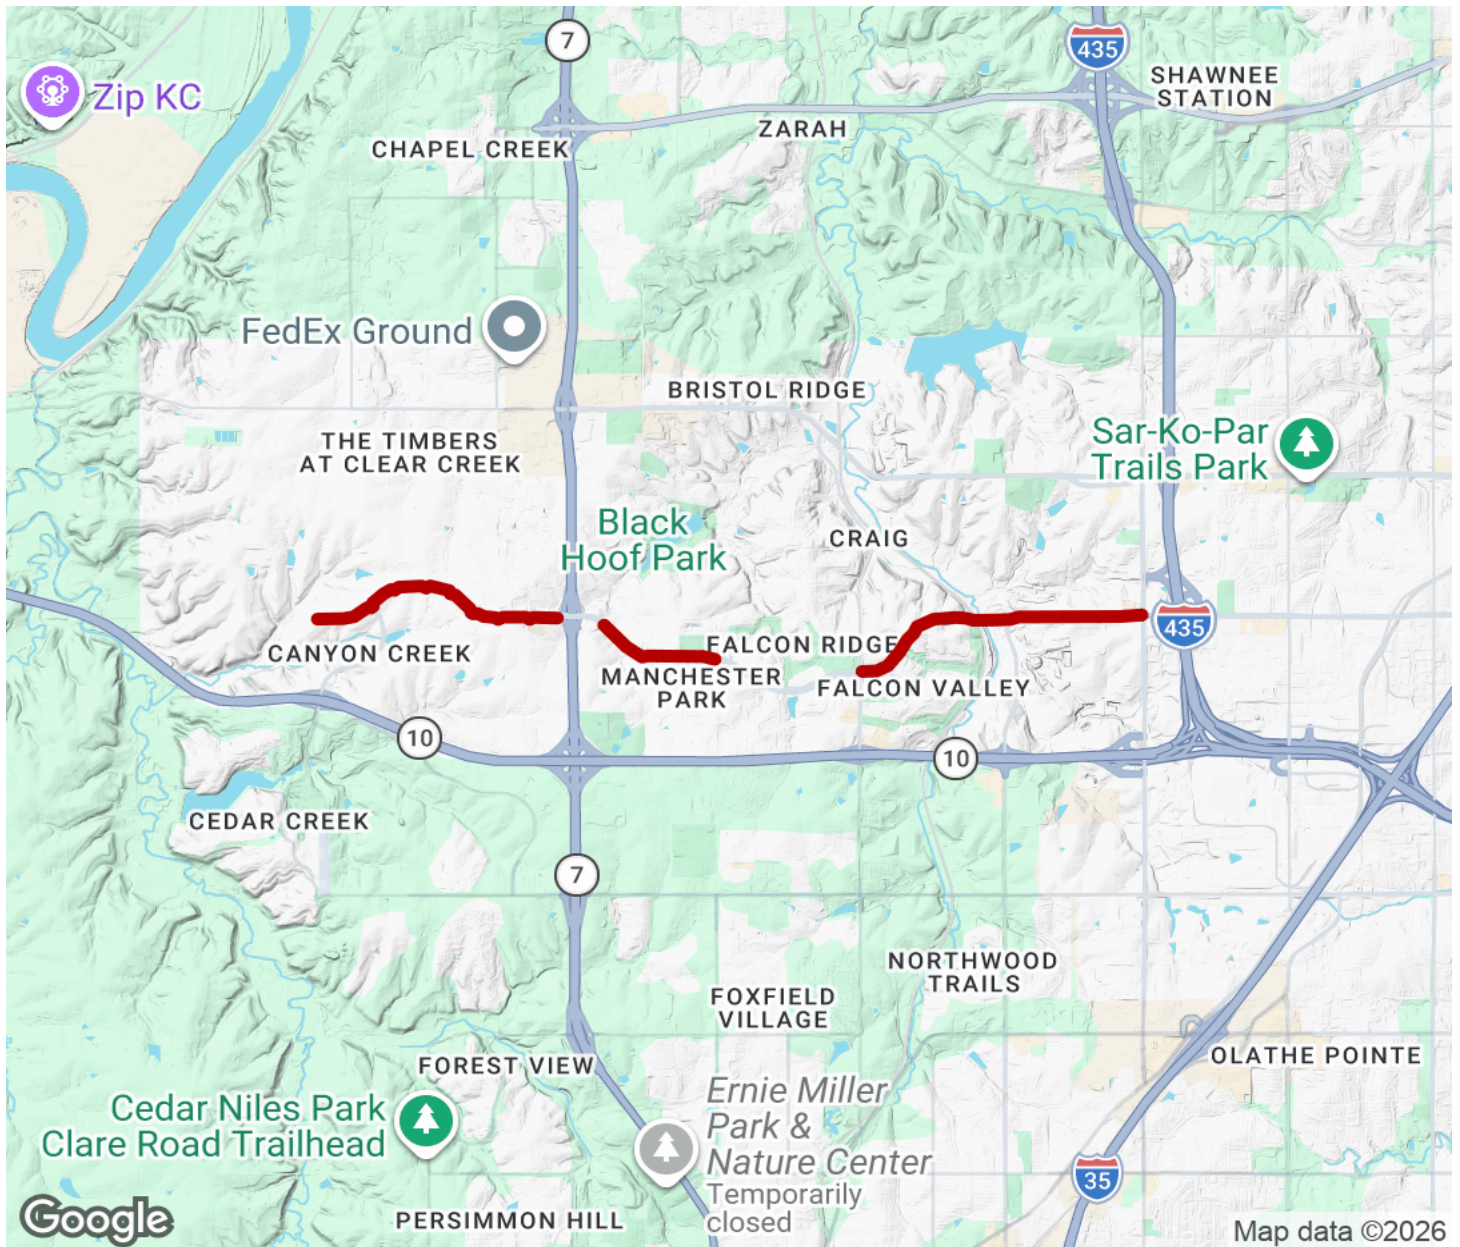 7
435
SHAWNEE
STATION
Zip KC
ZARAH
CHAPEL CREEK
FedEx Ground
BRISTOL RIDGE
THE TIMBERS
AT CLEAR CREEK
Sar-Ko-Par
Trails Park
Black
Hoof Park
CRAIG
435
CANYON CREEK
FALCON RIDGE
MANCHESTER
PARK
FALCON VALLEY
10
10
CEDAR CREEK
7
NORTHWOOD
TRAILS
FOXFIELD
VILLAGE
FOREST VIEW
OLATHE POINTE
Ernie Miller
Park &
Nature Center
Temporarily
closed
Cedar Niles Park
Clare Road Trailhead
35
PERSIMMON HILL
Google
Map data ©2026